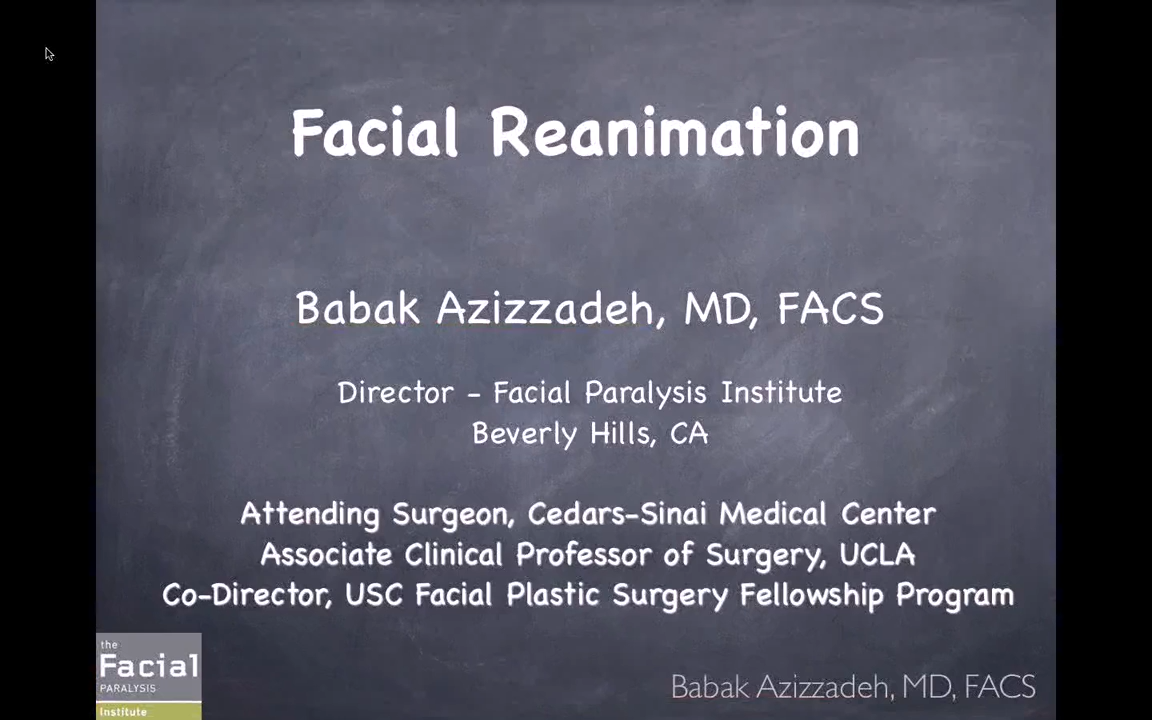 Facial Reanimation
Babak Azizzadeh, MD, FACS
Director - Facial Paralysis Institute
Beverly Hills, CA
Attending Surgeon, Cedars-Sinai Medical Center
Associate Clinical Professor of Surgery, UCLA
Co-Director, USC Facial Plastic Surgery Fellowship Program
the
Facial
PARALYSIS
Institute
Babak Azizzadeh, MD, FACS